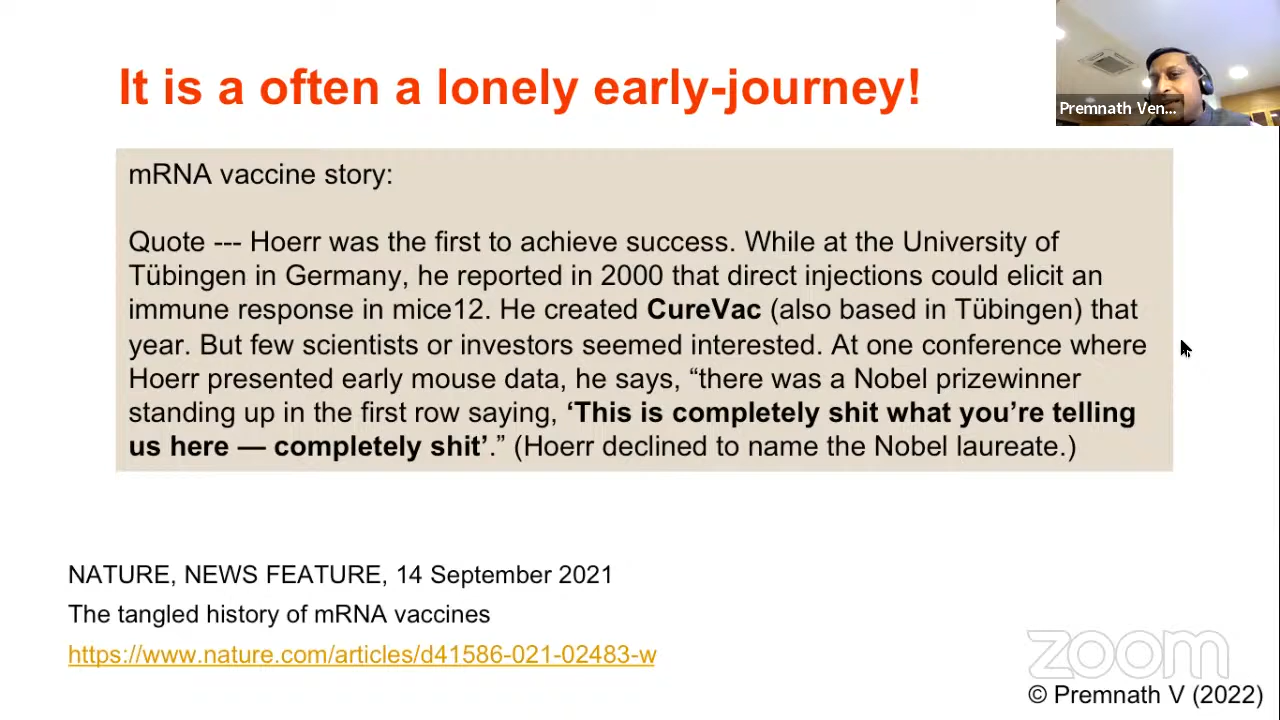 It is a often a lonely early-journey!
Premnath Ven...
mRNA vaccine story:
Quote --- Hoerr was the first to achieve success. While at the University of
Tübingen in Germany, he reported in 2000 that direct injections could elicit an
immune response in mice12. He created CureVac (also based in Tübingen) that
year. But few scientists or investors seemed interested. At one conference where
Hoerr presented early mouse data, he says, “there was a Nobel prizewinner
standing up in the first row saying, ‘This is completely shit what you’re telling
us here — completely shit’.” (Hoerr declined to name the Nobel laureate.)
NATURE, NEWS FEATURE, 14 September 2021
The tangled history of mRNA vaccines
https://www.nature.com/articles/d41586-021-02483-w
zoom
© Premnath V (2022)